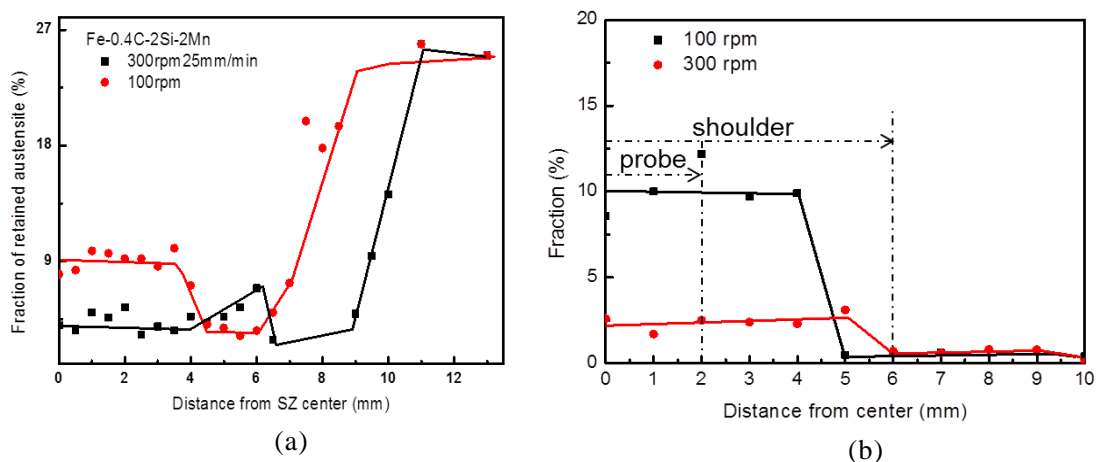 Fe-0.4C-2Si-2Mn
300rpm25mm/min
100rpm
Fraction of retained austensite (%)
27
18
9
0
2
4
6
8
10
12
Distance from SZ center (mm)
(a)
100 rpm
300 rpm
shoulder
probe
Fraction (%)
20
15
10
5
0
0
1
2
3
4
5
6
7
8
9
10
Distance from center (mm)
(b)